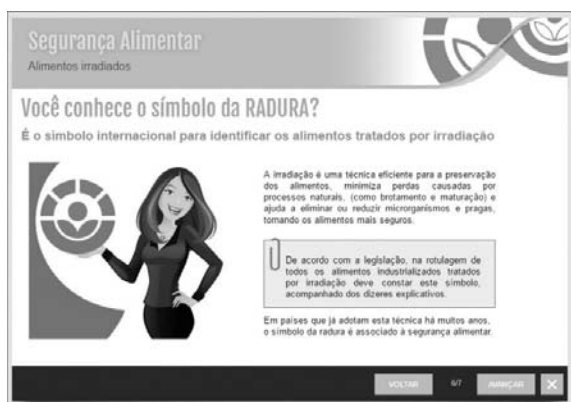 Segurança Alimentar
Alimentos irradiados
Você conhece o símbolo da RADURA?
É o símbolo internacional para identificar os alimentos tratados por irradiação
A irradiação é uma técnica eficiente para a preservação
dos alimentos, minimiza perdas causadas por
processos naturais, (como brotamento e maturação) e
ajuda a eliminar ou reduzir microrganismos e pragas,
tornando os alimentos mais seguros.
De acordo com a legislação, na rotulagem de
todos os alimentos industrializados tratados
por irradiação deve constar este símbolo,
acompanhado dos dizeres explicativos.
Em países que já adotam esta técnica há muitos anos,
o símbolo da radura é associado à segurança alimentar.
VOLTAR 6/7 AVANÇAR X